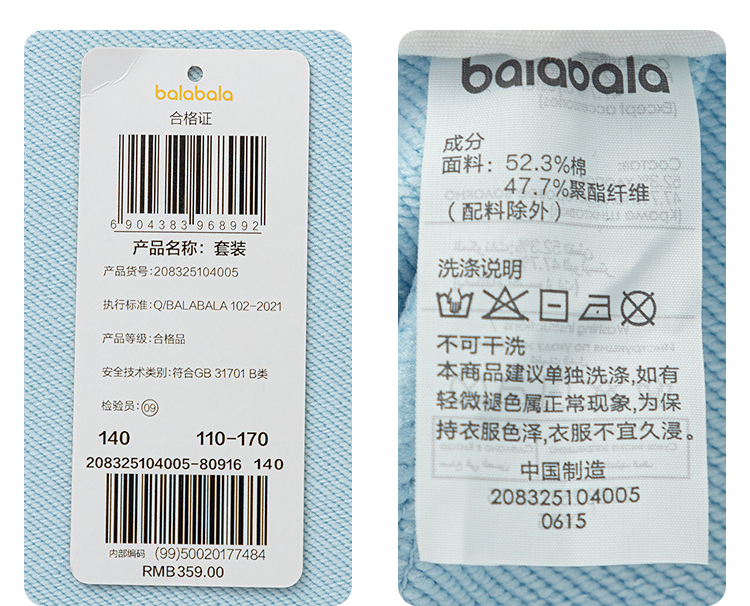 balabala
合格证
6904383968992
产品名称：套装
产品货号：208325104005
执行标准：Q/BALABALA 102-2021
产品等级：合格品
安全技术类别：符合GB 31701 B类
检验员：09
140 110-170
208325104005-80916 140
内部编码 (99)50020177484
RMB359.00
balabala
成分
面料：52.3%棉
47.7%聚酯纤维
（配料除外）
洗涤说明
不可干洗
本商品建议单独洗涤,如有
轻微褪色属正常现象,为保
持衣服色泽,衣服不宜久浸。
中国制造
208325104005
0615